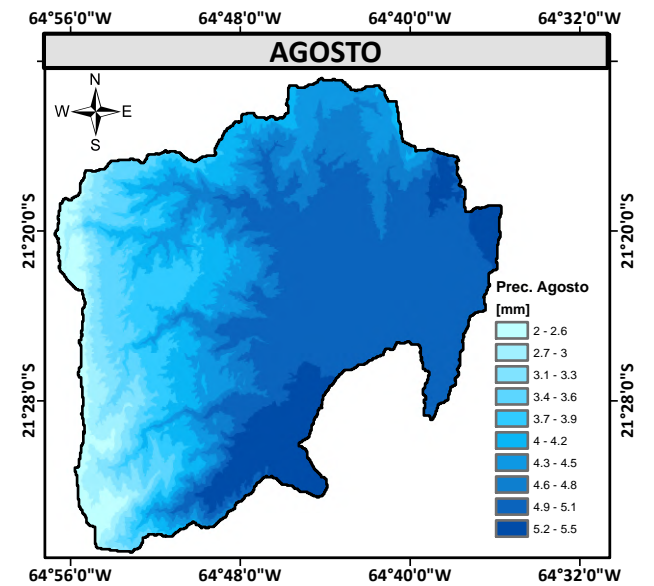 64°56'0"W 64°48'0"W 64°40'0"W 64°32'0"W
AGOSTO
N
W E
S
21°20'0"S 21°20'0"S
Prec. Agosto
[mm]
2 - 2.6
2.7 - 3
3.1 - 3.3
3.4 - 3.6
3.7 - 3.9
4 - 4.2
4.3 - 4.5
4.6 - 4.8
4.9 - 5.1
5.2 - 5.5
21°28'0"S 21°28'0"S
64°56'0"W 64°48'0"W 64°40'0"W 64°32'0"W